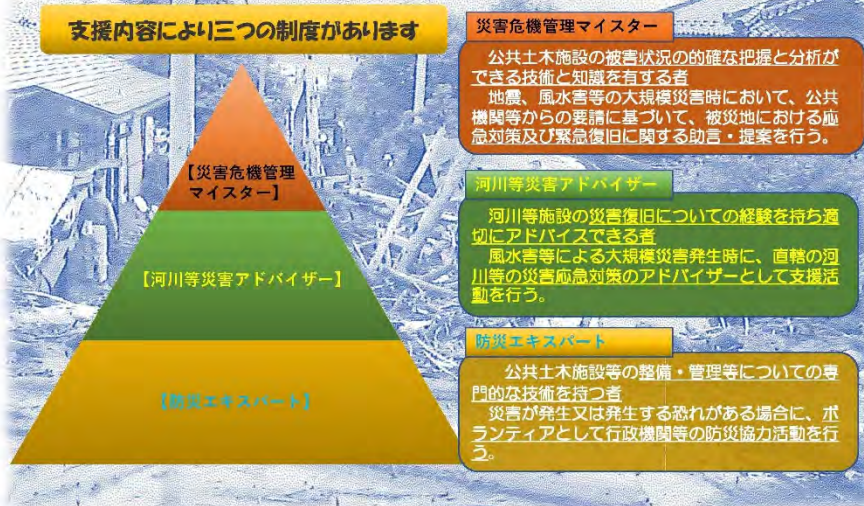 支援内容により三つの制度があります
【災害危機管理
マイスター】
【河川等災害アドバイザー】
【防災エキスパート】
災害危機管理マイスター
公共土木施設の被害状況の的確な把握と分析が
できる技術と知識を有する者
地震、風水害等の大規模災害時において、公共
機関等からの要請に基づいて、被災地における応
急対策及び緊急復旧に関する助言・提案を行う。
河川等災害アドバイザー
河川等施設の災害復旧についての経験を持ち適
切にアドバイスできる者
風水害等による大規模災害発生時に、直轄の河
川等の災害応急対策のアドバイザーとして支援活
動を行う。
防災エキスパート
公共土木施設等の整備・管理等についての専
門的な技術を持つ者
災害が発生又は発生する恐れがある場合に、ボ
ランティアとして行政機関等の防災協力活動を行
う。